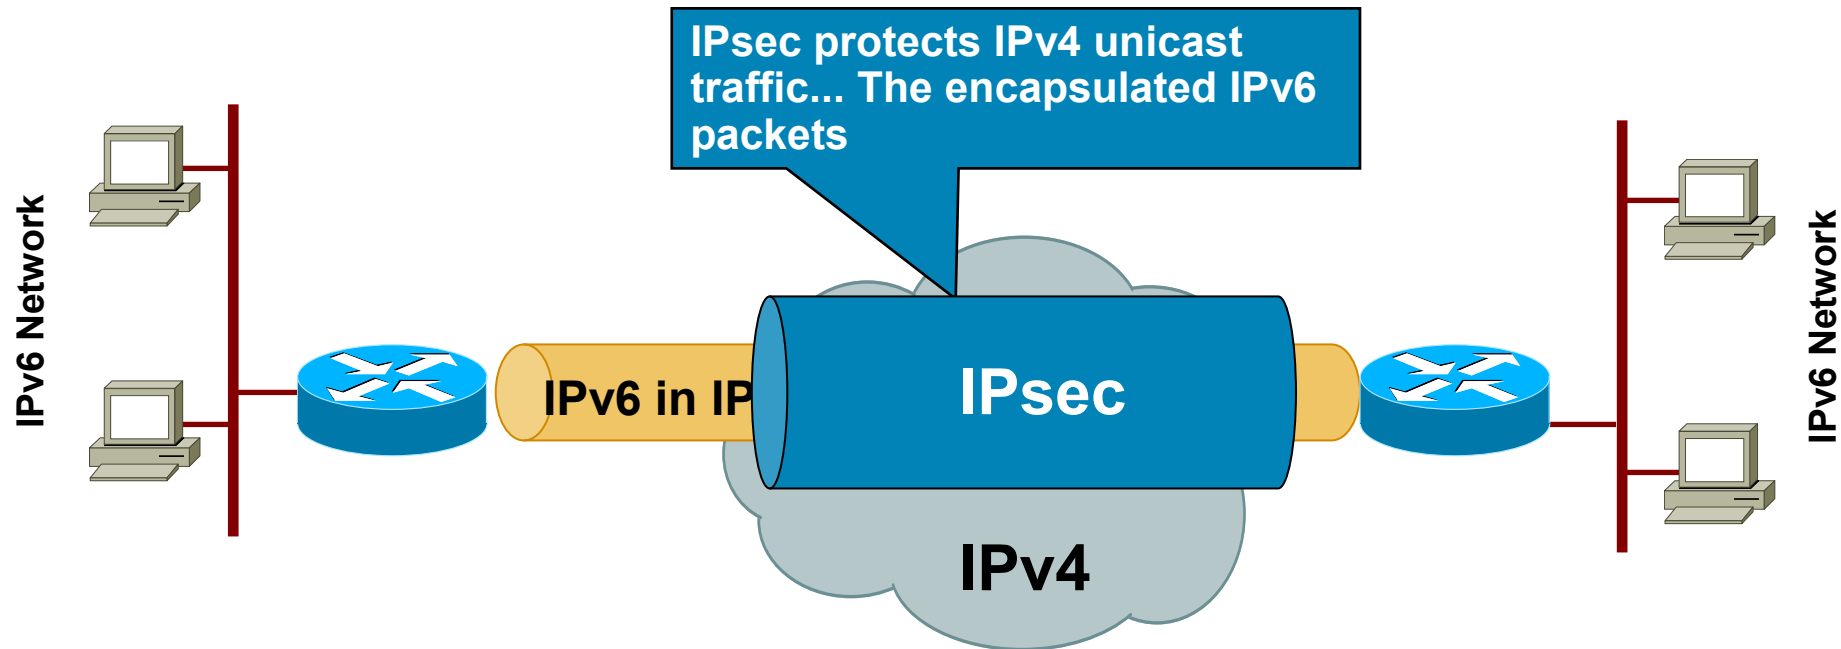 IPsec protects IPv4 unicast
traffic... The encapsulated IPv6
packets
IPv6 Network
IPv6 in IP
IPsec
IPv4
IPv6 Network